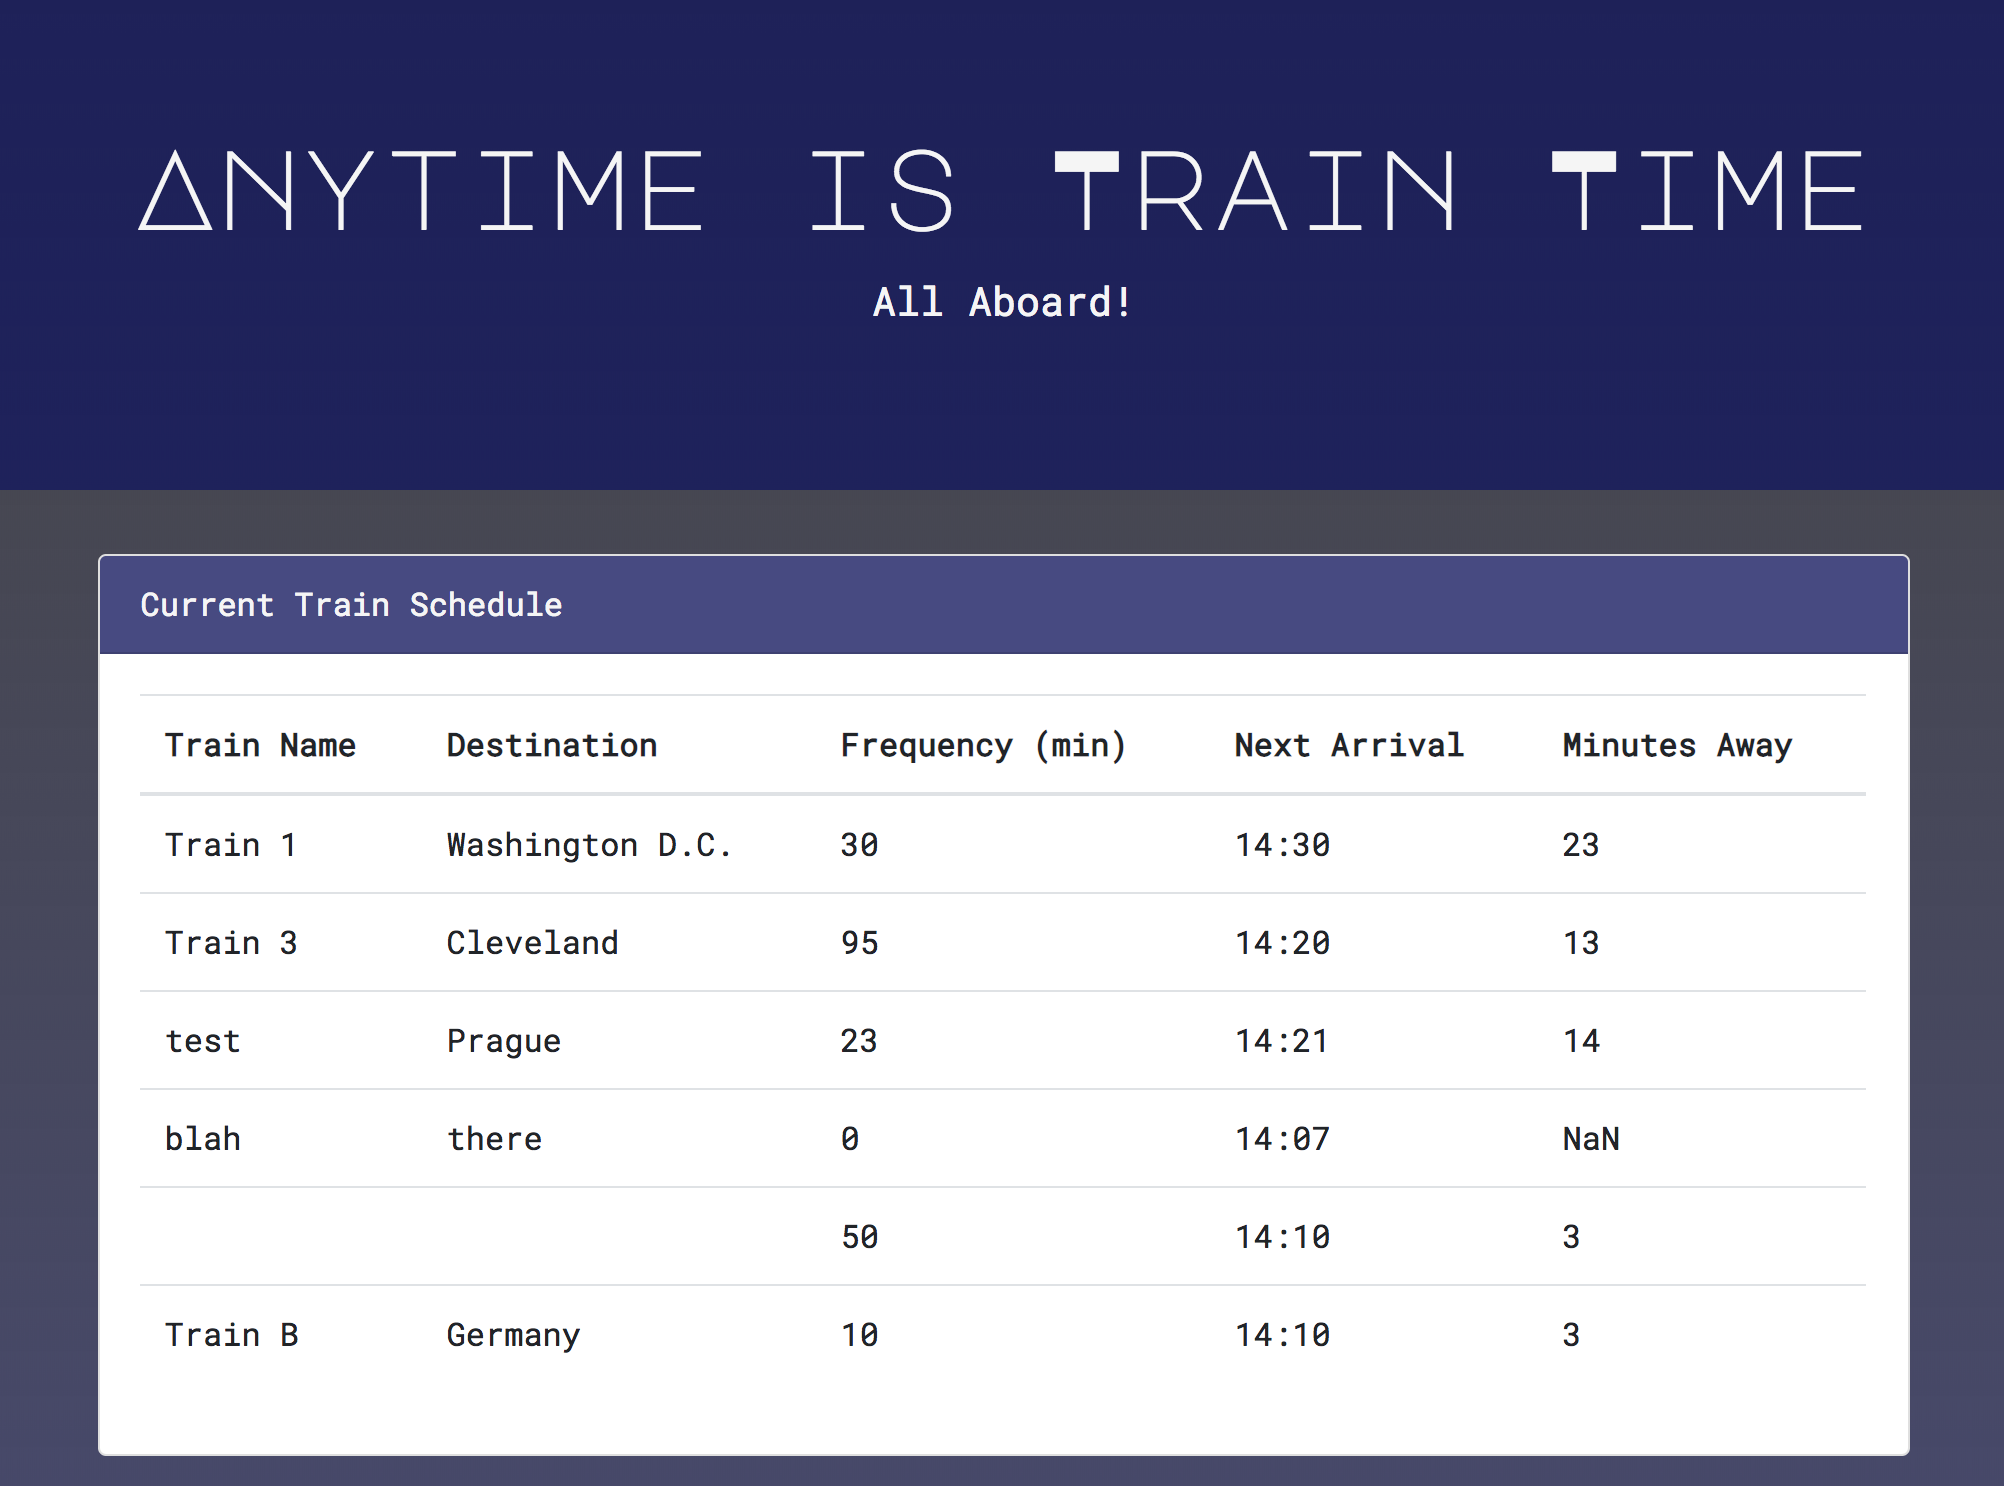 Anytime is Train Time
All Aboard!
Current Train Schedule
Train Name Destination Frequency (min) Next Arrival Minutes Away
Train 1 Washington D.C. 30 14:30 23
Train 3 Cleveland 95 14:20 13
test Prague 23 14:21 14
blah there 0 14:07 NaN
50 14:10 3
Train B Germany 10 14:10 3